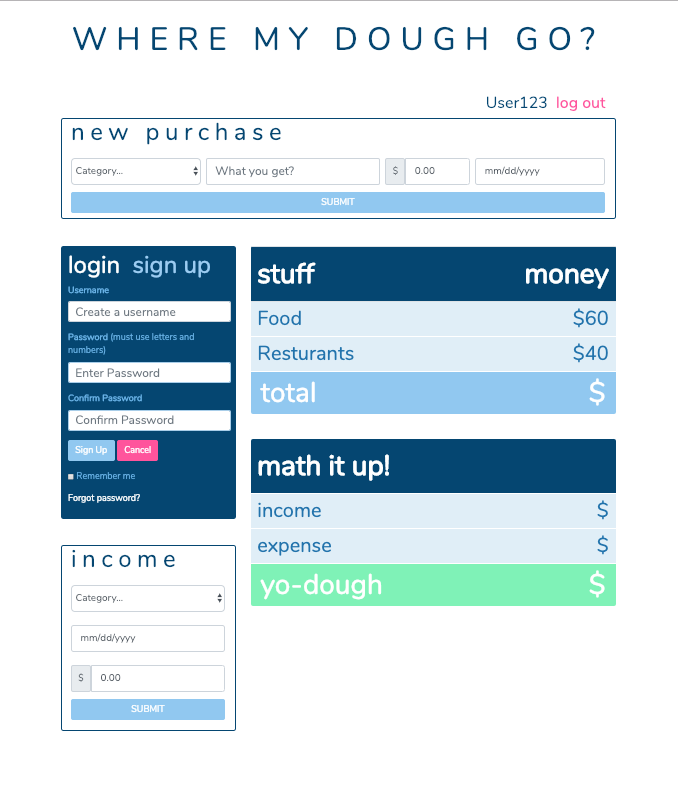 WHERE MY DOUGH GO?
User123 log out
new purchase
Category... What you get? $ 0.00 mm/dd/yyyy
SUBMIT
login sign up
Username
Create a username
Password (must use letters and
numbers)
Enter Password
Confirm Password
Confirm Password
Sign Up Cancel
Remember me
Forgot password?
income
Category...
mm/dd/yyyy
$ 0.00
SUBMIT
stuff money
Food $60
Resturants $40
total $
math it up!
income $
expense $
yo-dough $